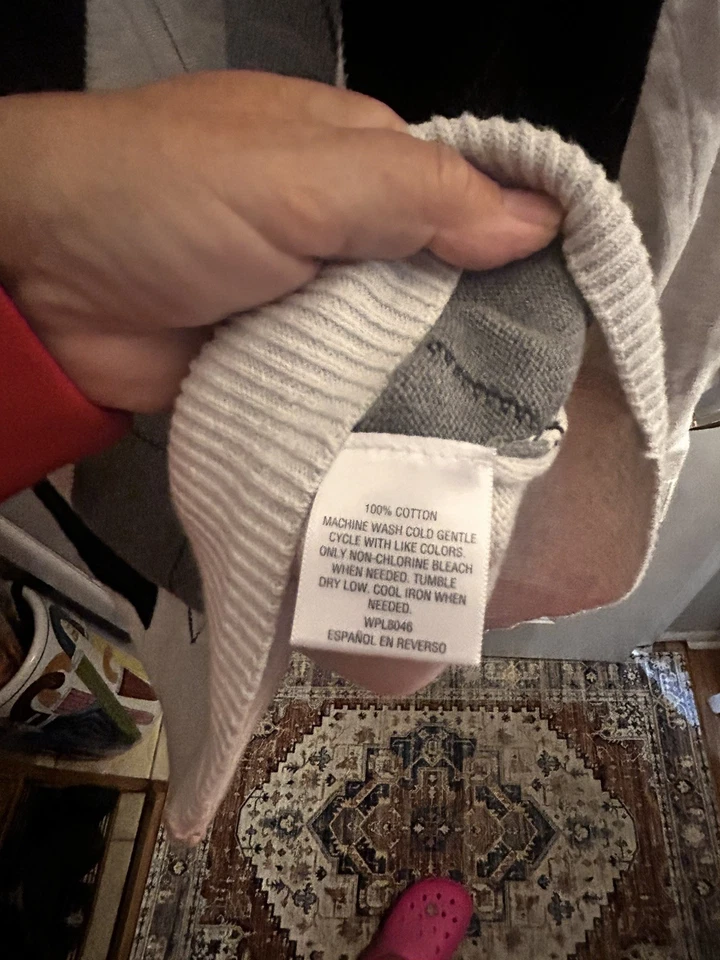 100% COTTON
MACHINE WASH COLD GENTLE
CYCLE WITH LIKE COLORS.
ONLY NON-CHLORINE BLEACH
WHEN NEEDED. TUMBLE
DRY LOW. COOL IRON WHEN
NEEDED.
WPL8046
ESPAÑOL EN REVERSO